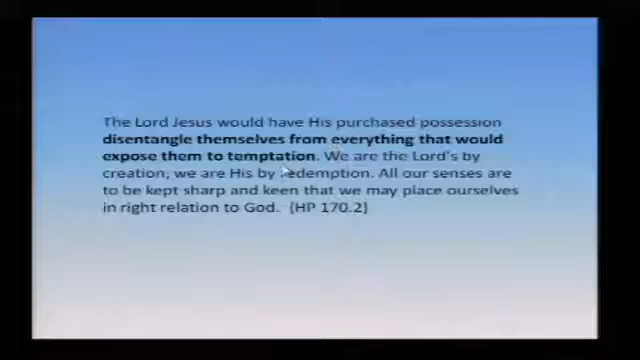 The Lord Jesus would have His purchased possession
disentangle themselves from everything that would
expose them to temptation. We are the Lord's by
creation; we are His by redemption. All our senses are
to be kept sharp and keen that we may place ourselves
in right relation to God. (HP 170.2)